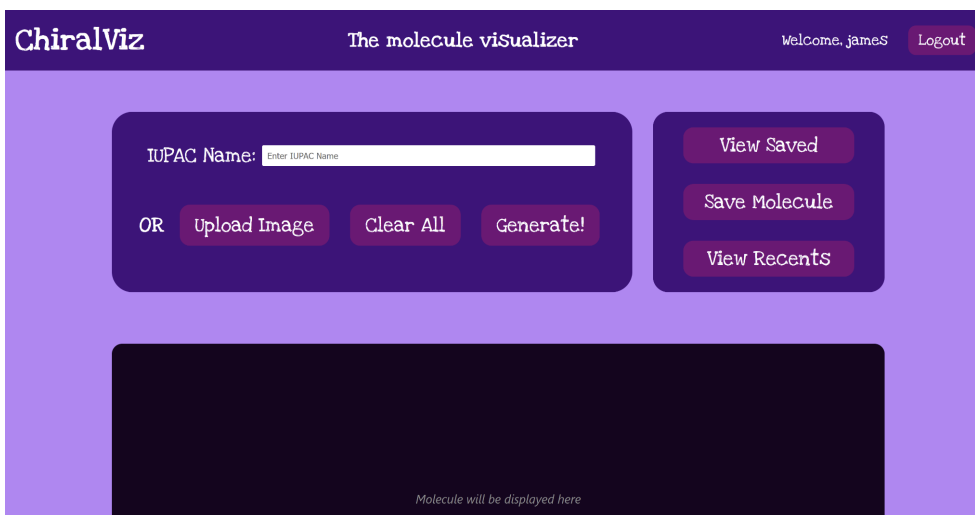 ChiralViz
The molecule visualizer
Welcome, james
Logout
IUPAC Name:
Enter IUPAC Name
OR
Upload Image
Clear All
Generate!
View Saved
Save Molecule
View Recents
Molecule will be displayed here